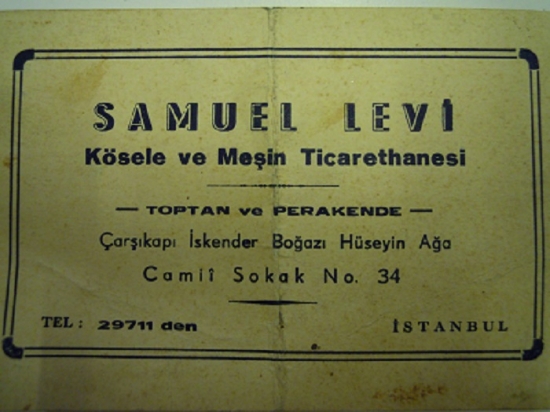 SAMUEL LEVİ
Kösele ve Meşin Ticarethanesi
— TOPTAN ve PERAKENDE —
Çarşıkapı İskender Boğazı Hüseyin Ağa
Camiî Sokak No. 34
TEL : 29711 den İSTANBUL